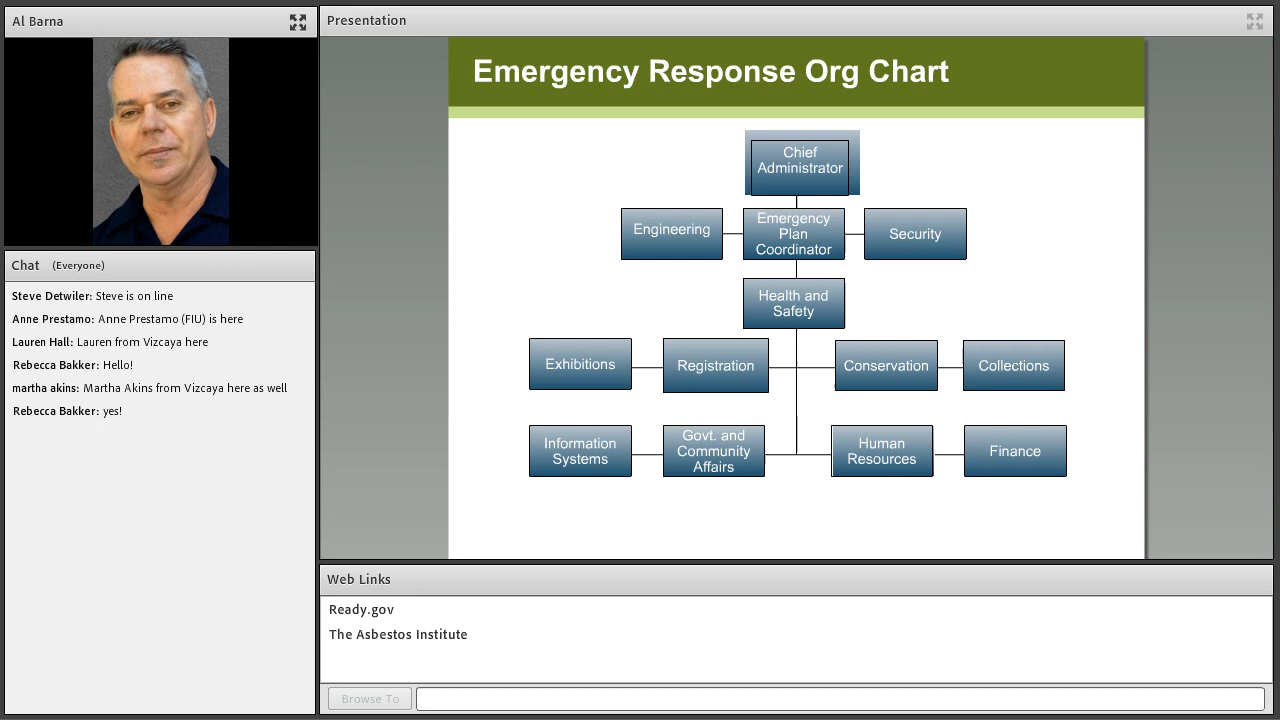 Al Barna
Presentation
Emergency Response Org Chart
Chief
Administrator
Engineering
Emergency
Plan
Coordinator
Security
Health and
Safety
Exhibitions
Registration
Conservation
Collections
Information
Systems
Govt. and
Community
Affairs
Human
Resources
Finance
Chat (Everyone)
Steve Detwiler: Steve is on line
Anne Prestamo: Anne Prestamo (FIU) is here
Lauren Hall: Lauren from Vizcaya here
Rebecca Bakker: Hello!
martha akins: Martha Akins from Vizcaya here as well
Rebecca Bakker: yes!
Web Links
Ready.gov
The Asbestos Institute
Browse To